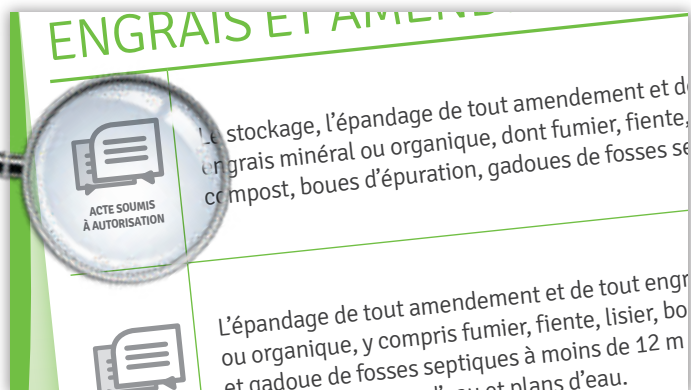 ENGRAIS ET AMEND
ACTE SOUMIS
À AUTORISATION
Le stockage, l'épandage de tout amendement et d
engrais minéral ou organique, dont fumier, fiente,
compost, boues d'épuration, gadoues de fosses se
L'épandage de tout amendement et de tout engr
ou organique, y compris fumier, fiente, lisier, bo
et gadoue de fosses septiques à moins de 12 m
et plans d'eau.